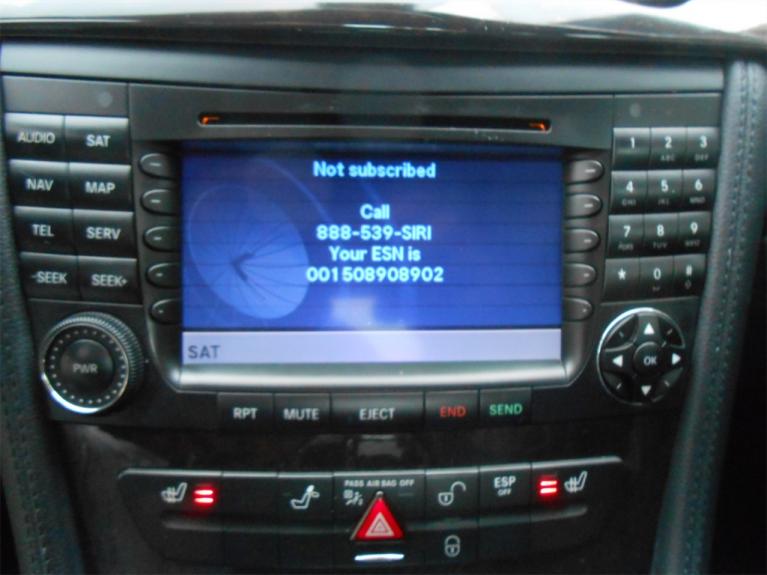 AUDIO SAT
NAV MAP
TEL SERV
-SEEK SEEK+
PWR
Not subscribed
Call
888-539-SIRI
Your ESN is
001508908902
SAT
1 2 3
ABC DEF
4 5 6
GHI JKL MNO
7 8 9
PQRS TUV WXYZ
* 0 #
OK
RPT MUTE EJECT END SEND
PASS AIR BAG OFF
ESP
OFF